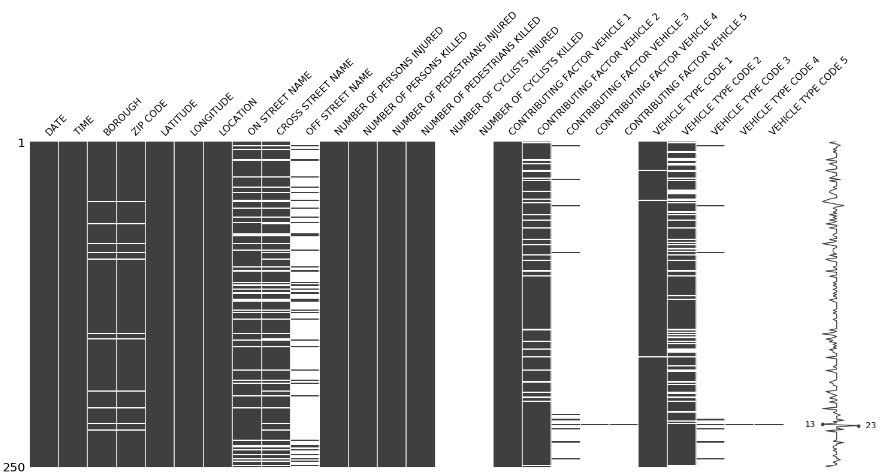 DATE
TIME
BOROUGH
ZIP CODE
LATITUDE
LONGITUDE
LOCATION
ON STREET NAME
CROSS STREET NAME
OFF STREET NAME
NUMBER OF PERSONS INJURED
NUMBER OF PERSONS KILLED
NUMBER OF PEDESTRIANS INJURED
NUMBER OF PEDESTRIANS KILLED
NUMBER OF CYCLISTS INJURED
NUMBER OF CYCLISTS KILLED
CONTRIBUTING FACTOR VEHICLE 1
CONTRIBUTING FACTOR VEHICLE 2
CONTRIBUTING FACTOR VEHICLE 3
CONTRIBUTING FACTOR VEHICLE 4
CONTRIBUTING FACTOR VEHICLE 5
VEHICLE TYPE CODE 1
VEHICLE TYPE CODE 2
VEHICLE TYPE CODE 3
VEHICLE TYPE CODE 4
VEHICLE TYPE CODE 5
1
13
23
250